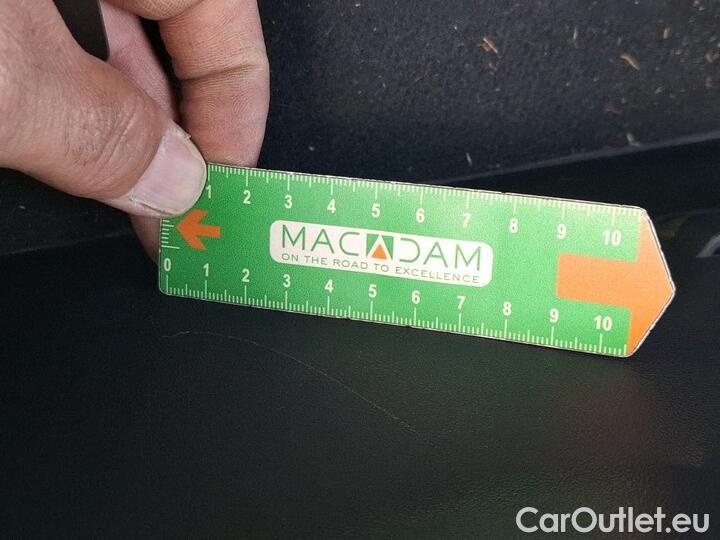 1 2 3 4 5 6 7 8 9 10
MACADAM
ON THE ROAD TO EXCELLENCE
0 1 2 3 4 5 6 7 8 9 10
CarOutlet.eu